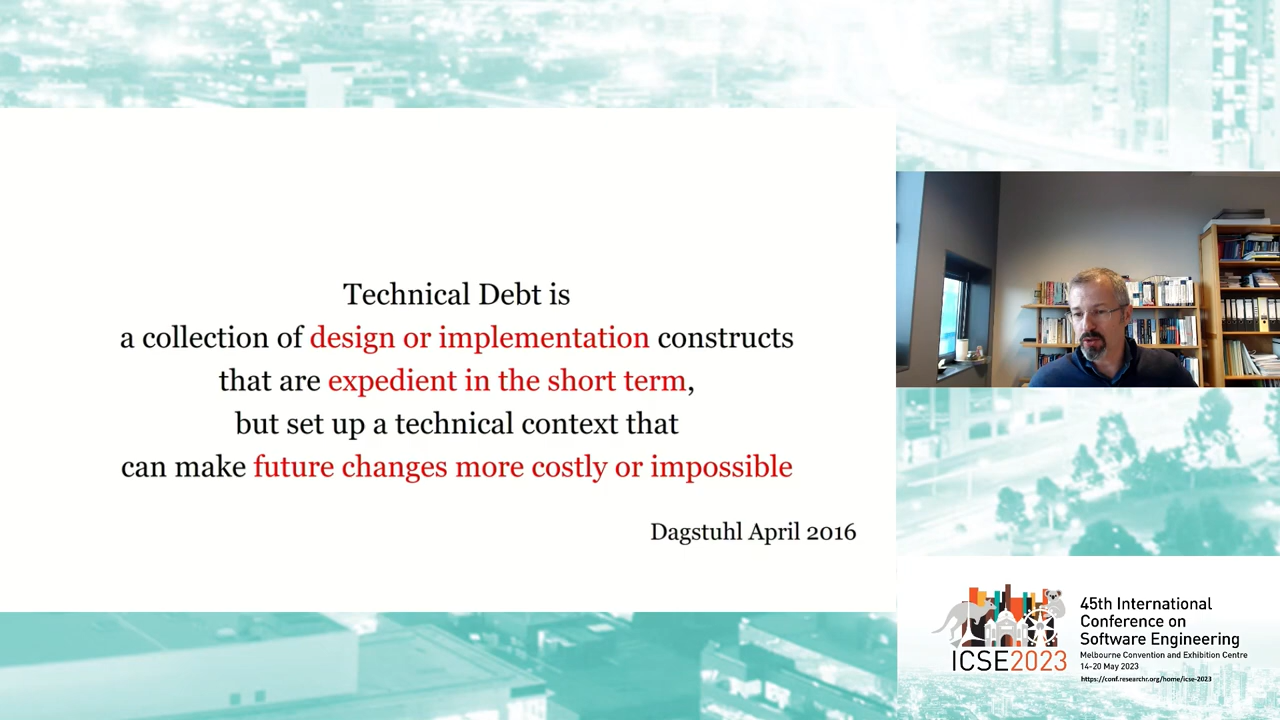 Technical Debt is
a collection of design or implementation constructs
that are expedient in the short term,
but set up a technical context that
can make future changes more costly or impossible
Dagstuhl April 2016
ICSE2023
45th International
Conference on
Software Engineering
Melbourne Convention and Exhibition Centre
14-20 May 2023
https://conf.researchr.org/home/icse-2023